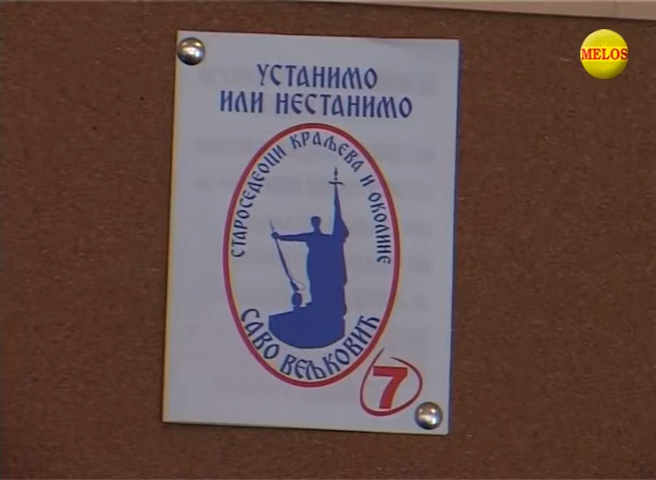 MELOS
УСТАНИМО
ИЛИ НЕСТАНИМО
СТАРОСЕДЕОЦИ КРАЉЕВА И ОКОЛИНЕ
САВО ВЕЉКОВИЋ
7